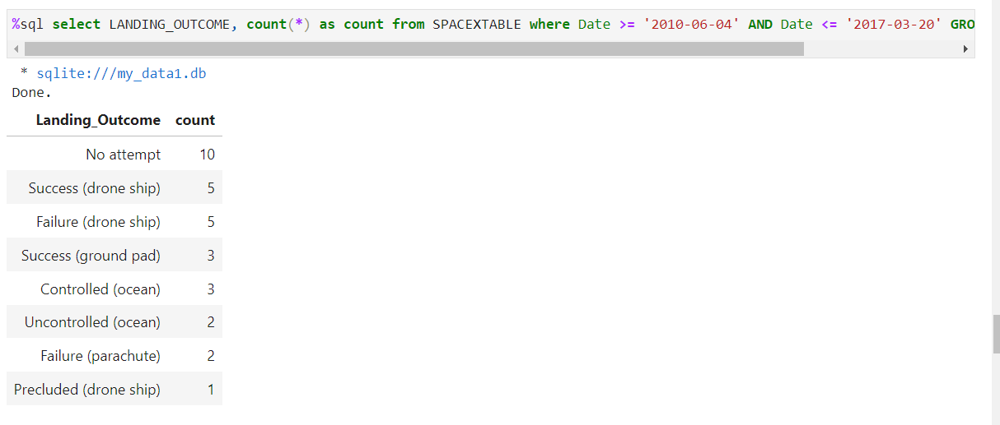 %sql select LANDING_OUTCOME, count(*) as count from SPACEXTABLE where Date >= '2010-06-04' AND Date <= '2017-03-20' GRO
* sqlite:///my_data1.db
Done.
Landing_Outcome count
No attempt 10
Success (drone ship) 5
Failure (drone ship) 5
Success (ground pad) 3
Controlled (ocean) 3
Uncontrolled (ocean) 2
Failure (parachute) 2
Precluded (drone ship) 1